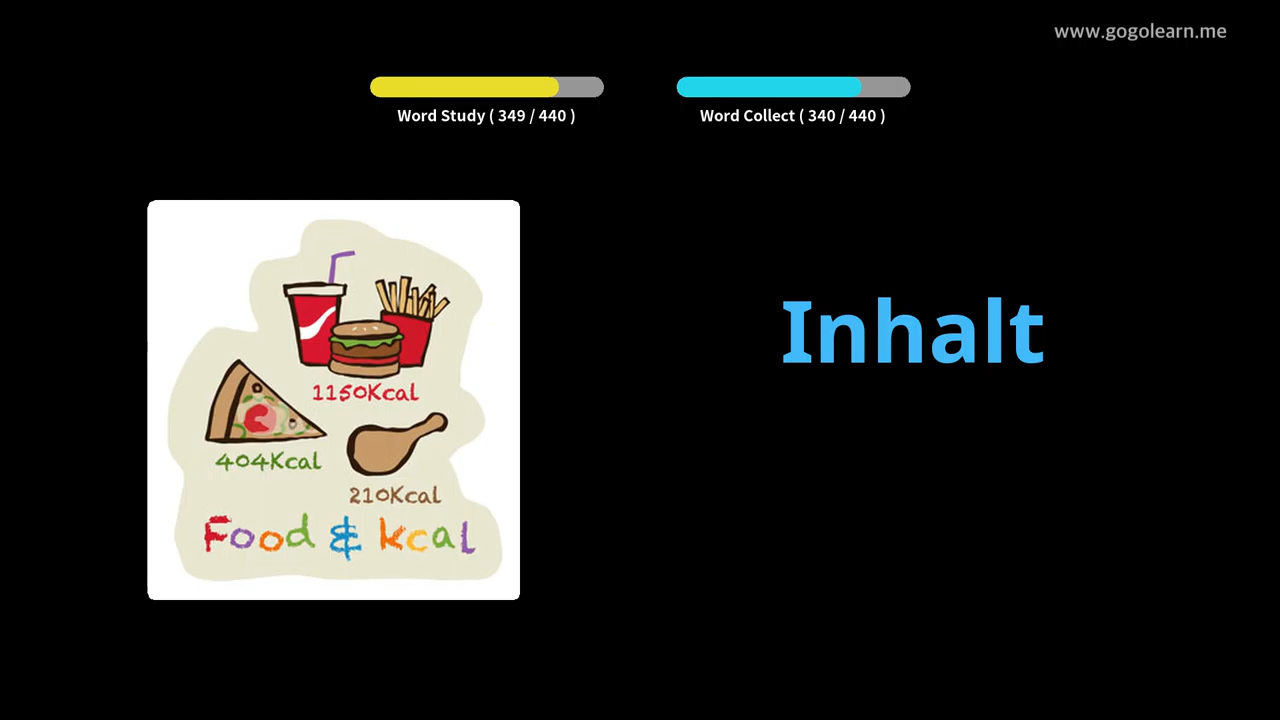 www.gogolearn.me
Word Study ( 349 / 440 )
Word Collect ( 340 / 440 )
1150Kcal
404Kcal
210Kcal
Food & kcal
Inhalt